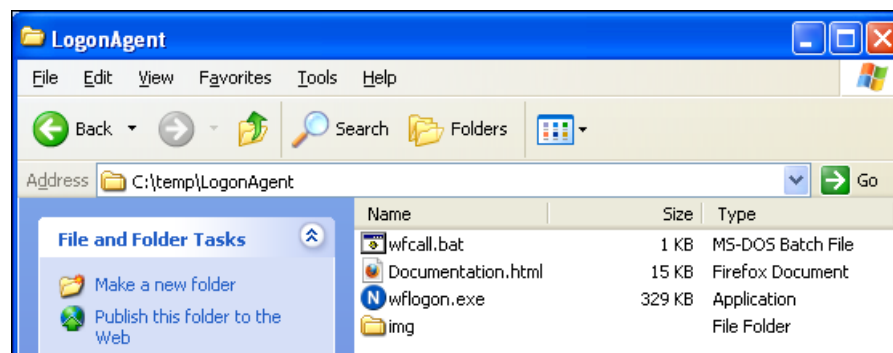 LogonAgent
File Edit View Favorites Tools Help
Back Search Folders
Address C:\temp\LogonAgent Go
Name Size Type
File and Folder Tasks
wfcall.bat 1 KB MS-DOS Batch File
Documentation.html 15 KB Firefox Document
Make a new folder
N wflogon.exe 329 KB Application
Publish this folder to the
Web
img File Folder